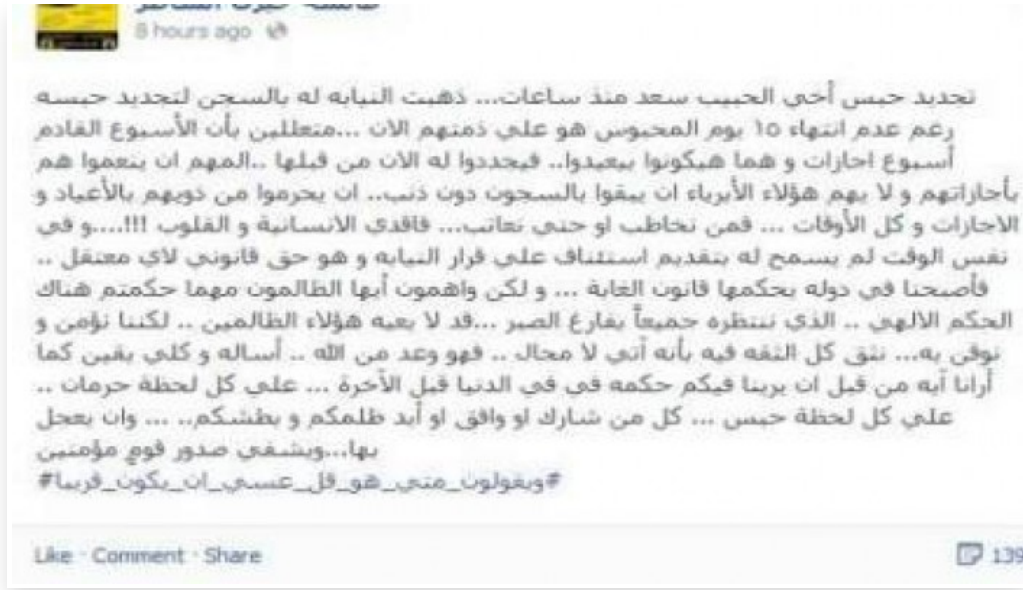 8 hours ago
تجديد حبس أخي الحبيب سعد منذ ساعات... ذهبت النيابه له بالسجن لتجديد حبسه
رغم عدم انتهاء ١٥ يوم المحبوس هو علي ذمتهم الان ...متعللين بأن الأسبوع القادم
أسبوع اجازات و هما هيكونوا بيعيدوا.. فيجددوا له الان من قبلها ..المهم ان ينعموا هم
بأجازاتهم و لا يهم هؤلاء الأبرياء ان يبقوا بالسجون دون ذنب.. ان يحرموا من ذويهم بالأعياد و
الاجازات و كل الأوقات ... فمن تخاطب او حتي تعاتب... فاقدي الانسانية و القلوب !!!....و في
نفس الوقت لم يسمح له بتقديم استئناف علي قرار النيابه و هو حق قانوني لاي معتقل ..
فأصبحنا في دوله يحكمها قانون الغابة ... و لكن واهمون أيها الظالمون مهما حكمتم هناك
الحكم الالهي .. الذي ننتظره جميعاً بفارغ الصبر ...قد لا يعيه هؤلاء الظالمين .. لكننا نؤمن و
نوقن به... نثق كل الثقه فيه بأنه آتي لا محال .. فهو وعد من الله .. أساله و كلي يقين كما
أرانا آيه من قبل ان يرينا فيكم حكمه في في الدنيا قبل الآخرة ... علي كل لحظة حرمان ..
علي كل لحظة حبس ... كل من شارك او وافق او أيد ظلمكم و بطشكم.. ... وان يعجل
بها...ويشفي صدور قومٍ مؤمنين
#ويقولون_متي_هو_قل_عسي_ان_يكون_قريبا#
Like · Comment · Share
139